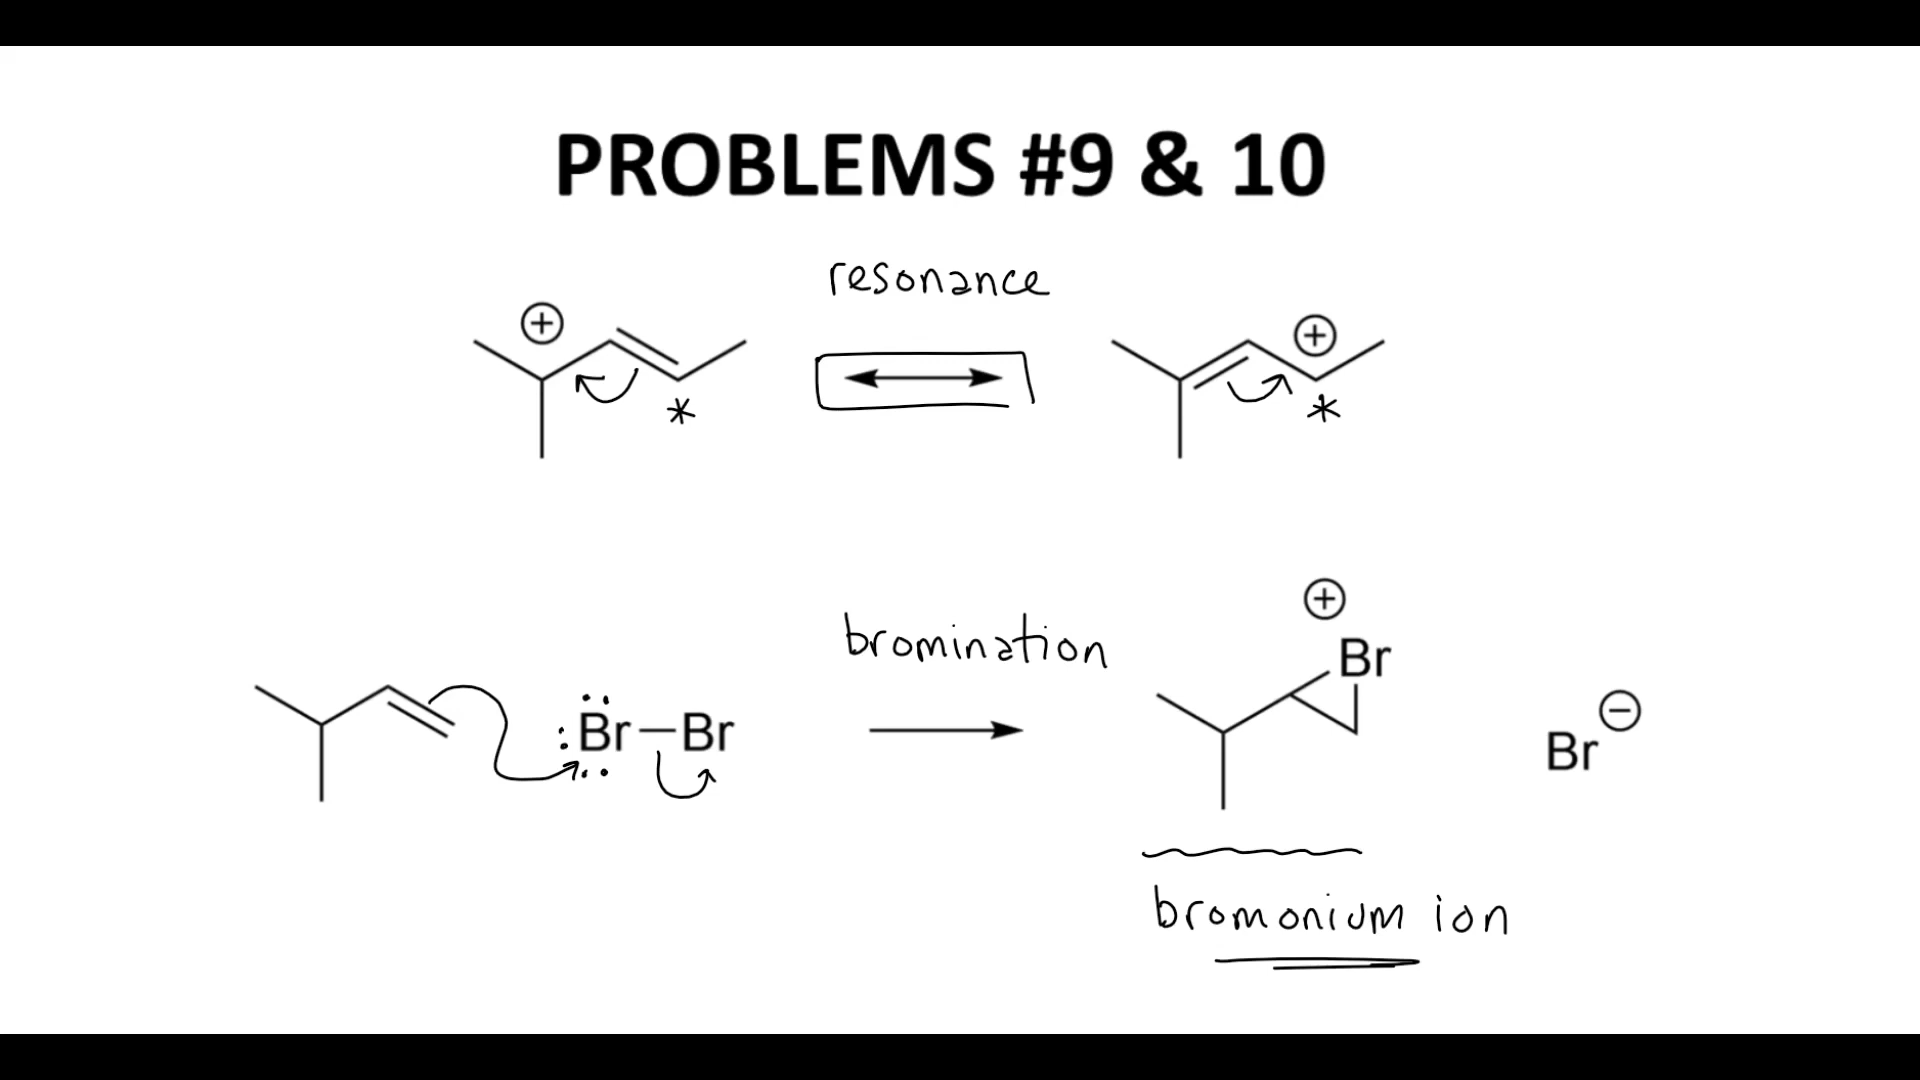 PROBLEMS #9 & 10
resonance
+
+
*
*
bromination
+
Br
Br—Br
Br −
bromonium ion